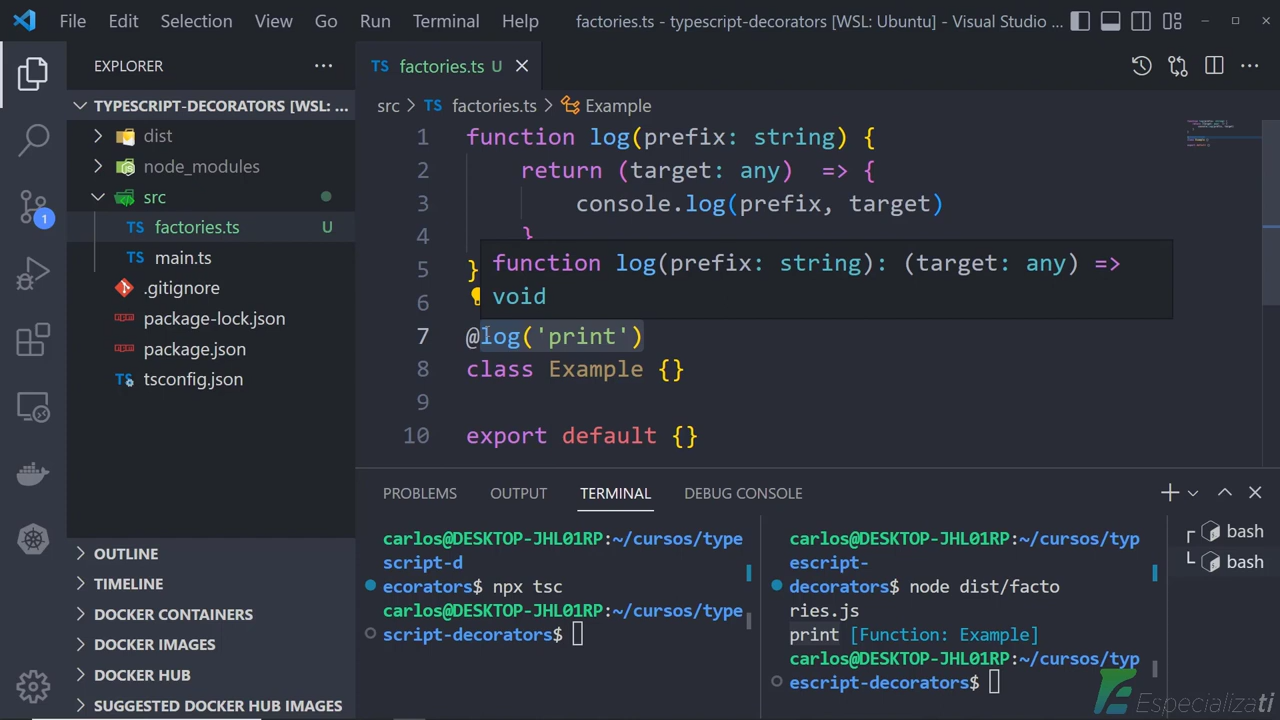 File Edit Selection View Go Run Terminal Help factories.ts - typescript-decorators [WSL: Ubuntu] - Visual Studio ...
EXPLORER
TYPESCRIPT-DECORATORS [WSL: ...
dist
node_modules
src
TS factories.ts U
TS main.ts
.gitignore
package-lock.json
package.json
TS tsconfig.json
OUTLINE
TIMELINE
DOCKER CONTAINERS
DOCKER IMAGES
DOCKER HUB
SUGGESTED DOCKER HUB IMAGES
1
TS factories.ts U
src > TS factories.ts > Example
1 function log(prefix: string) {
2 return (target: any) => {
3 console.log(prefix, target)
4 }
5 }
function log(prefix: string): (target: any) =>
void
6
7 @log('print')
8 class Example {}
9
10 export default {}
PROBLEMS OUTPUT TERMINAL DEBUG CONSOLE
carlos@DESKTOP-JHL01RP:~/cursos/type
script-d
ecorators$ npx tsc
carlos@DESKTOP-JHL01RP:~/cursos/type
script-decorators$
carlos@DESKTOP-JHL01RP:~/cursos/typ
escript-
decorators$ node dist/facto
ries.js
print [Function: Example]
carlos@DESKTOP-JHL01RP:~/cursos/typ
escript-decorators$
bash
bash
EspecializaTi